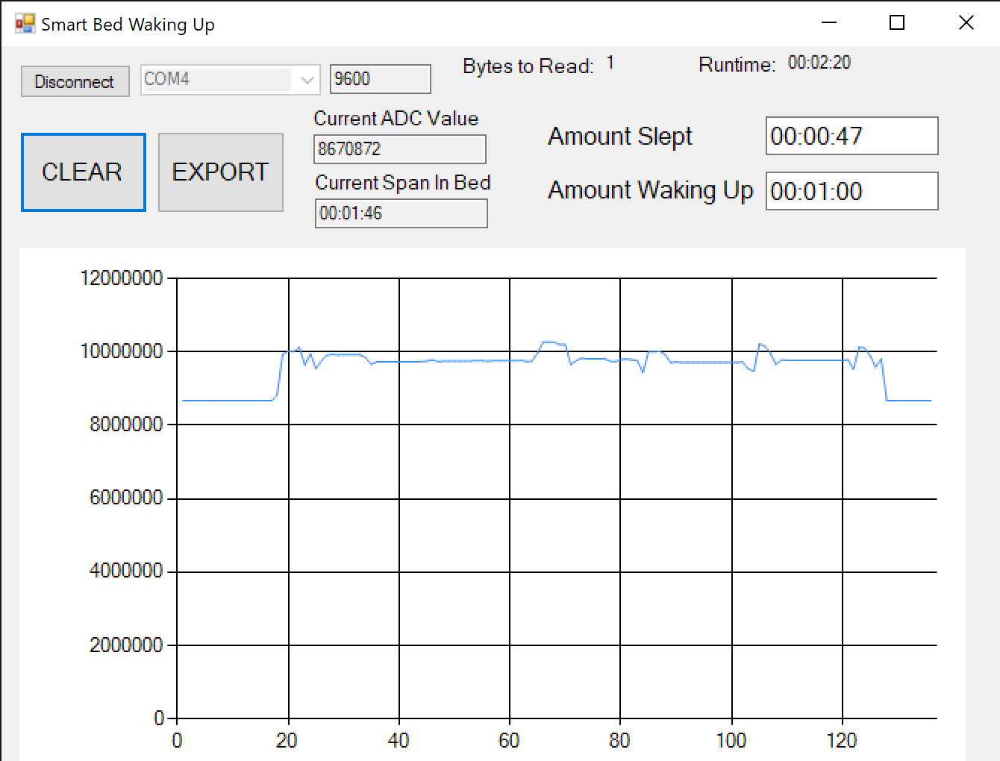 Smart Bed Waking Up
Disconnect COM4 9600 Bytes to Read: 1 Runtime: 00:02:20
Current ADC Value
8670872
CLEAR EXPORT
Current Span In Bed
00:01:46
Amount Slept 00:00:47
Amount Waking Up 00:01:00
12000000
10000000
8000000
6000000
4000000
2000000
0
0 20 40 60 80 100 120